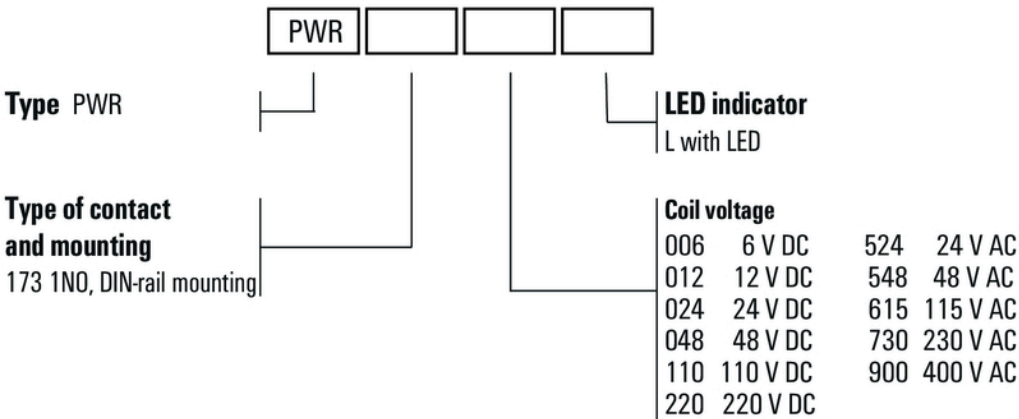 PWR
Type PWR
LED indicator
L with LED
Type of contact
and mounting
173 1NO, DIN-rail mounting
Coil voltage
006 6 V DC 524 24 V AC
012 12 V DC 548 48 V AC
024 24 V DC 615 115 V AC
048 48 V DC 730 230 V AC
110 110 V DC 900 400 V AC
220 220 V DC